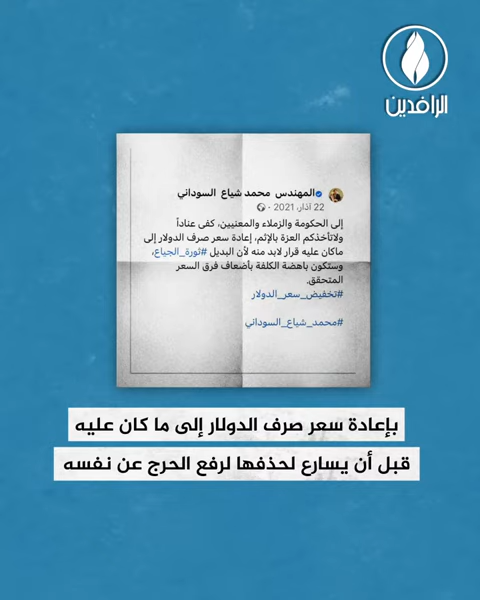 الرافدين
المهندس محمد شياع السوداني
22 آذار، 2021 ·
إلى الحكومة والزملاء والمعنيين، كفى عناداً
ولاتأخذكم العزة بالإثم، إعادة سعر صرف الدولار إلى
ماكان عليه قرار لابد منه لأن البديل #ثورة_الجياع،
وستكون باهضة الكلفة بأضعاف فرق السعر
المتحقق.
#تخفيض_سعر_الدولار
#محمد_شياع_السوداني
بإعادة سعر صرف الدولار إلى ما كان عليه
قبل أن يسارع لحذفها لرفع الحرج عن نفسه